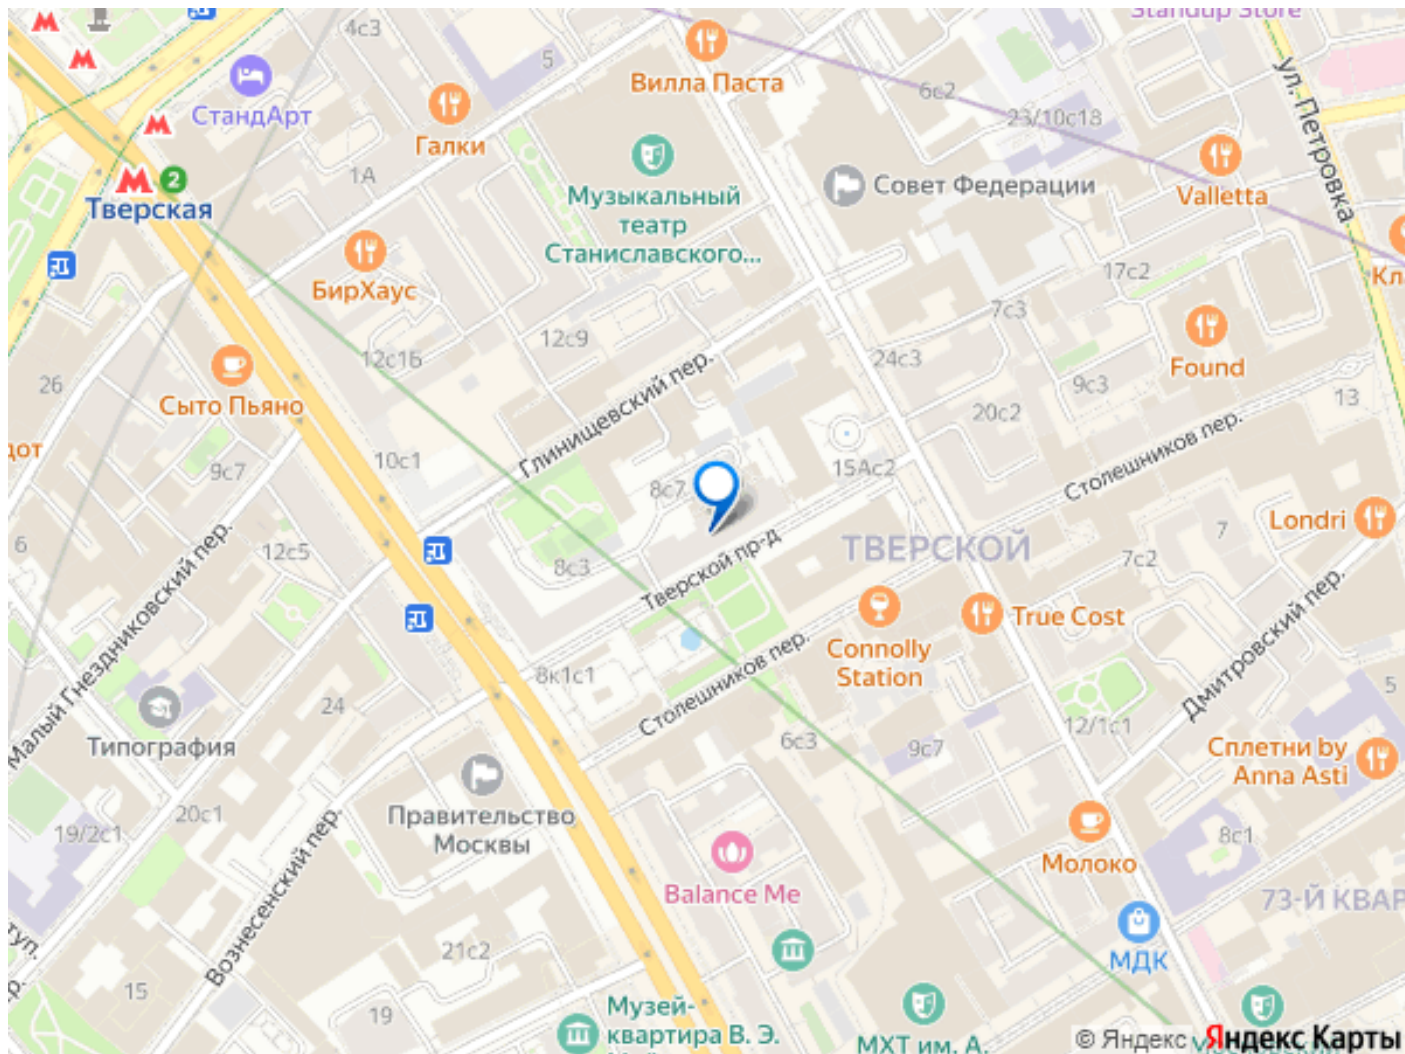 Standup Store
4с3
5
Вилла Паста
СтандАрт
Галки
6с2
23/10с18
ул. Петровка
1А
2
Тверская
Музыкальный
театр
Станиславского...
Совет Федерации
Valletta
БирХаус
17с2
7с3
12с9
12с1Б
24с3
Found
26
Сыто Пьяно
Глинищевский пер.
9с3
20с2
13
10с1
9с7
8с7
15Ас2
Столешников пер.
Londri
6
12с5
8с3
Тверской пр-д
ТВЕРСКОЙ
7
7с2
Малый Гнездниковский пер.
True Cost
Connolly
Station
Дмитровский пер.
8к1с1
Столешников пер.
24
Типография
6с3
9с7
12/1с1
5
Сплетни by
Anna Asti
Правительство
Москвы
20с1
19/2с1
Вознесенский пер.
Balance Me
Молоко
8с1
73-Й КВАР
МДК
21с2
15
19
Музей-
квартира В. Э.
МХТ им. А.
© Яндекс Яндекс Карты